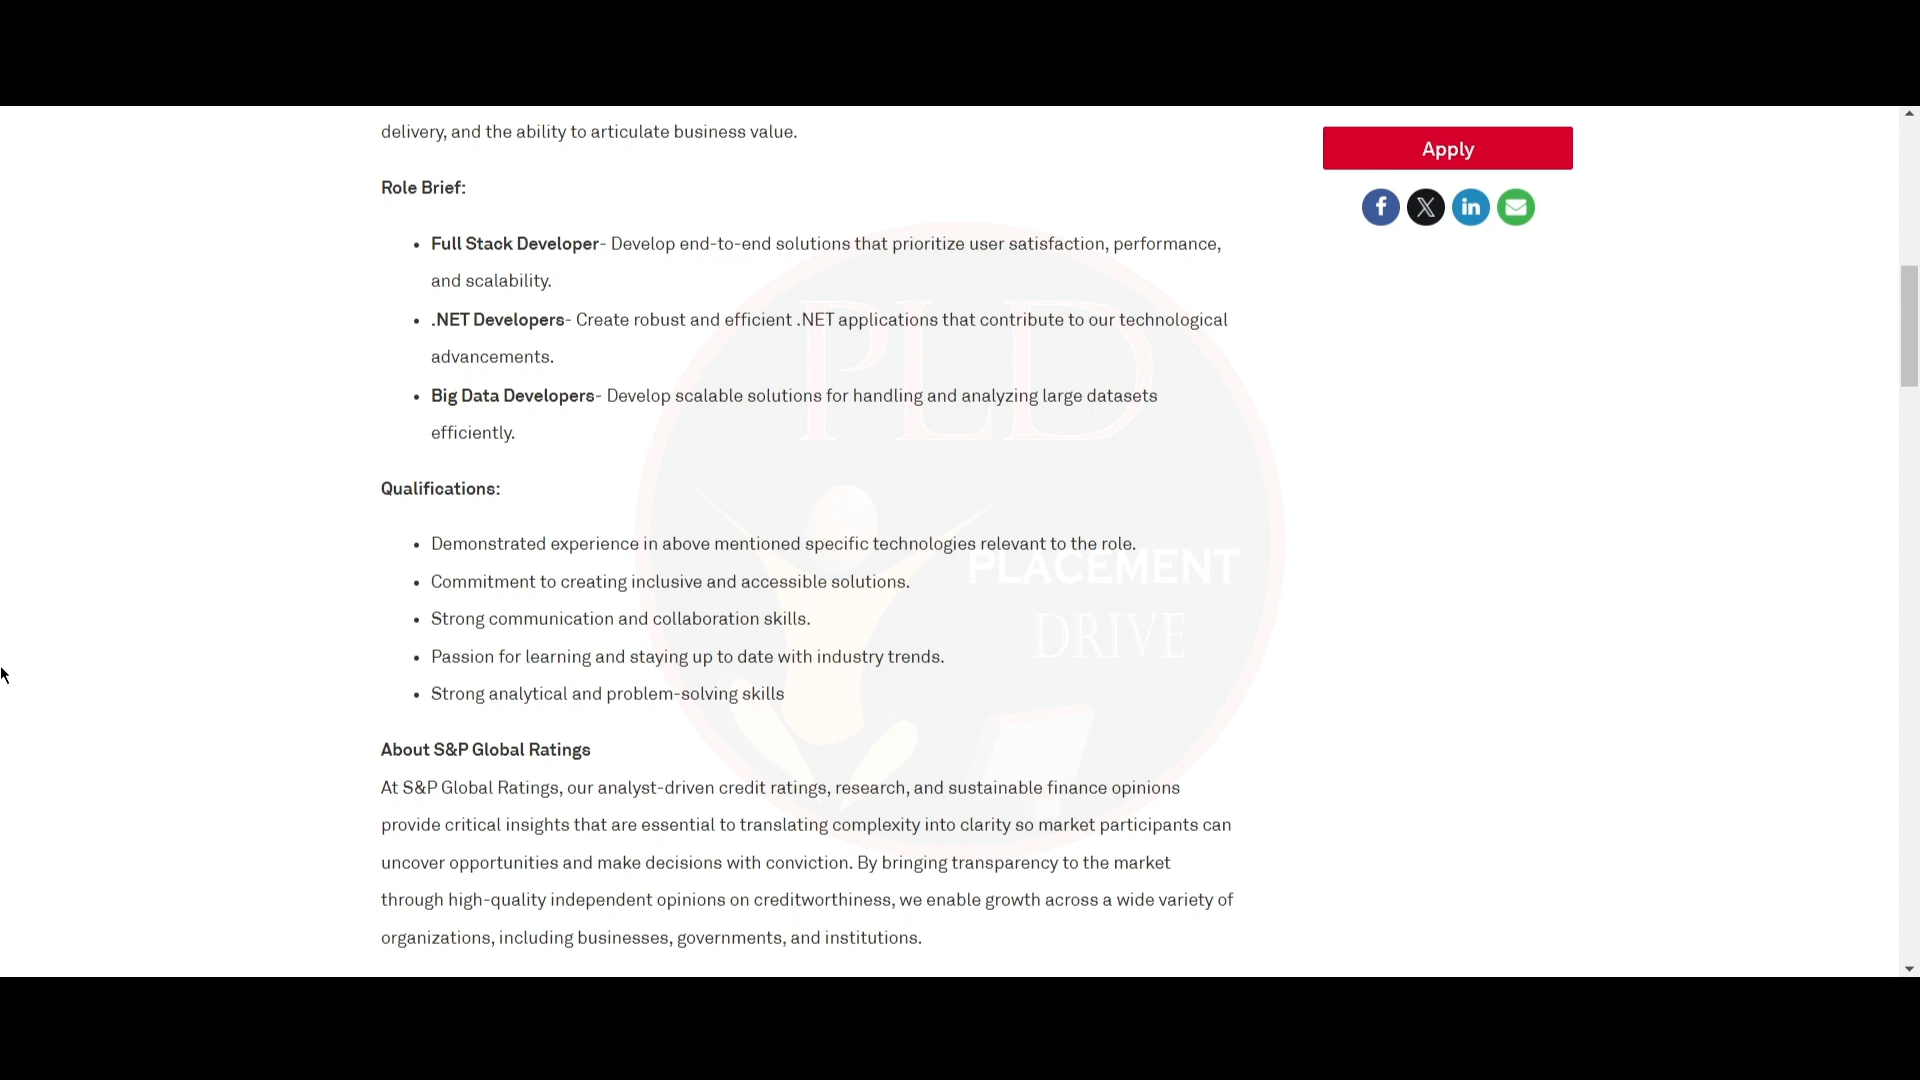 delivery, and the ability to articulate business value.
Apply
Role Brief:
• Full Stack Developer- Develop end-to-end solutions that prioritize user satisfaction, performance,
and scalability.
• .NET Developers- Create robust and efficient .NET applications that contribute to our technological
advancements.
• Big Data Developers- Develop scalable solutions for handling and analyzing large datasets
efficiently.
PLD
Qualifications:
• Demonstrated experience in above mentioned specific technologies relevant to the role.
• Commitment to creating inclusive and accessible solutions.
• Strong communication and collaboration skills.
• Passion for learning and staying up to date with industry trends.
• Strong analytical and problem-solving skills
PLACEMENT
DRIVE
About S&P Global Ratings
At S&P Global Ratings, our analyst-driven credit ratings, research, and sustainable finance opinions
provide critical insights that are essential to translating complexity into clarity so market participants can
uncover opportunities and make decisions with conviction. By bringing transparency to the market
through high-quality independent opinions on creditworthiness, we enable growth across a wide variety of
organizations, including businesses, governments, and institutions.